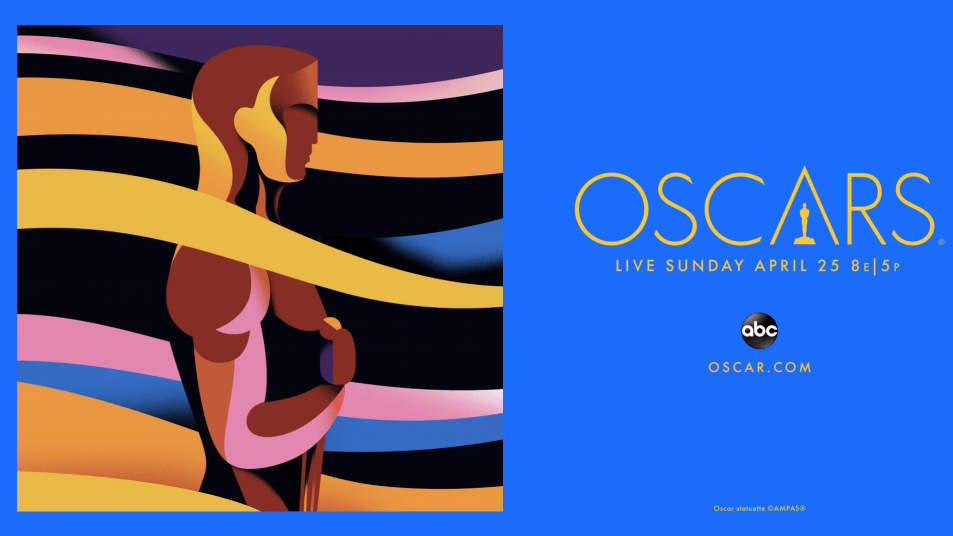 OSCARS®
LIVE SUNDAY APRIL 25 8E|5P
abc
OSCAR.COM
Oscar statuette ©AMPAS®